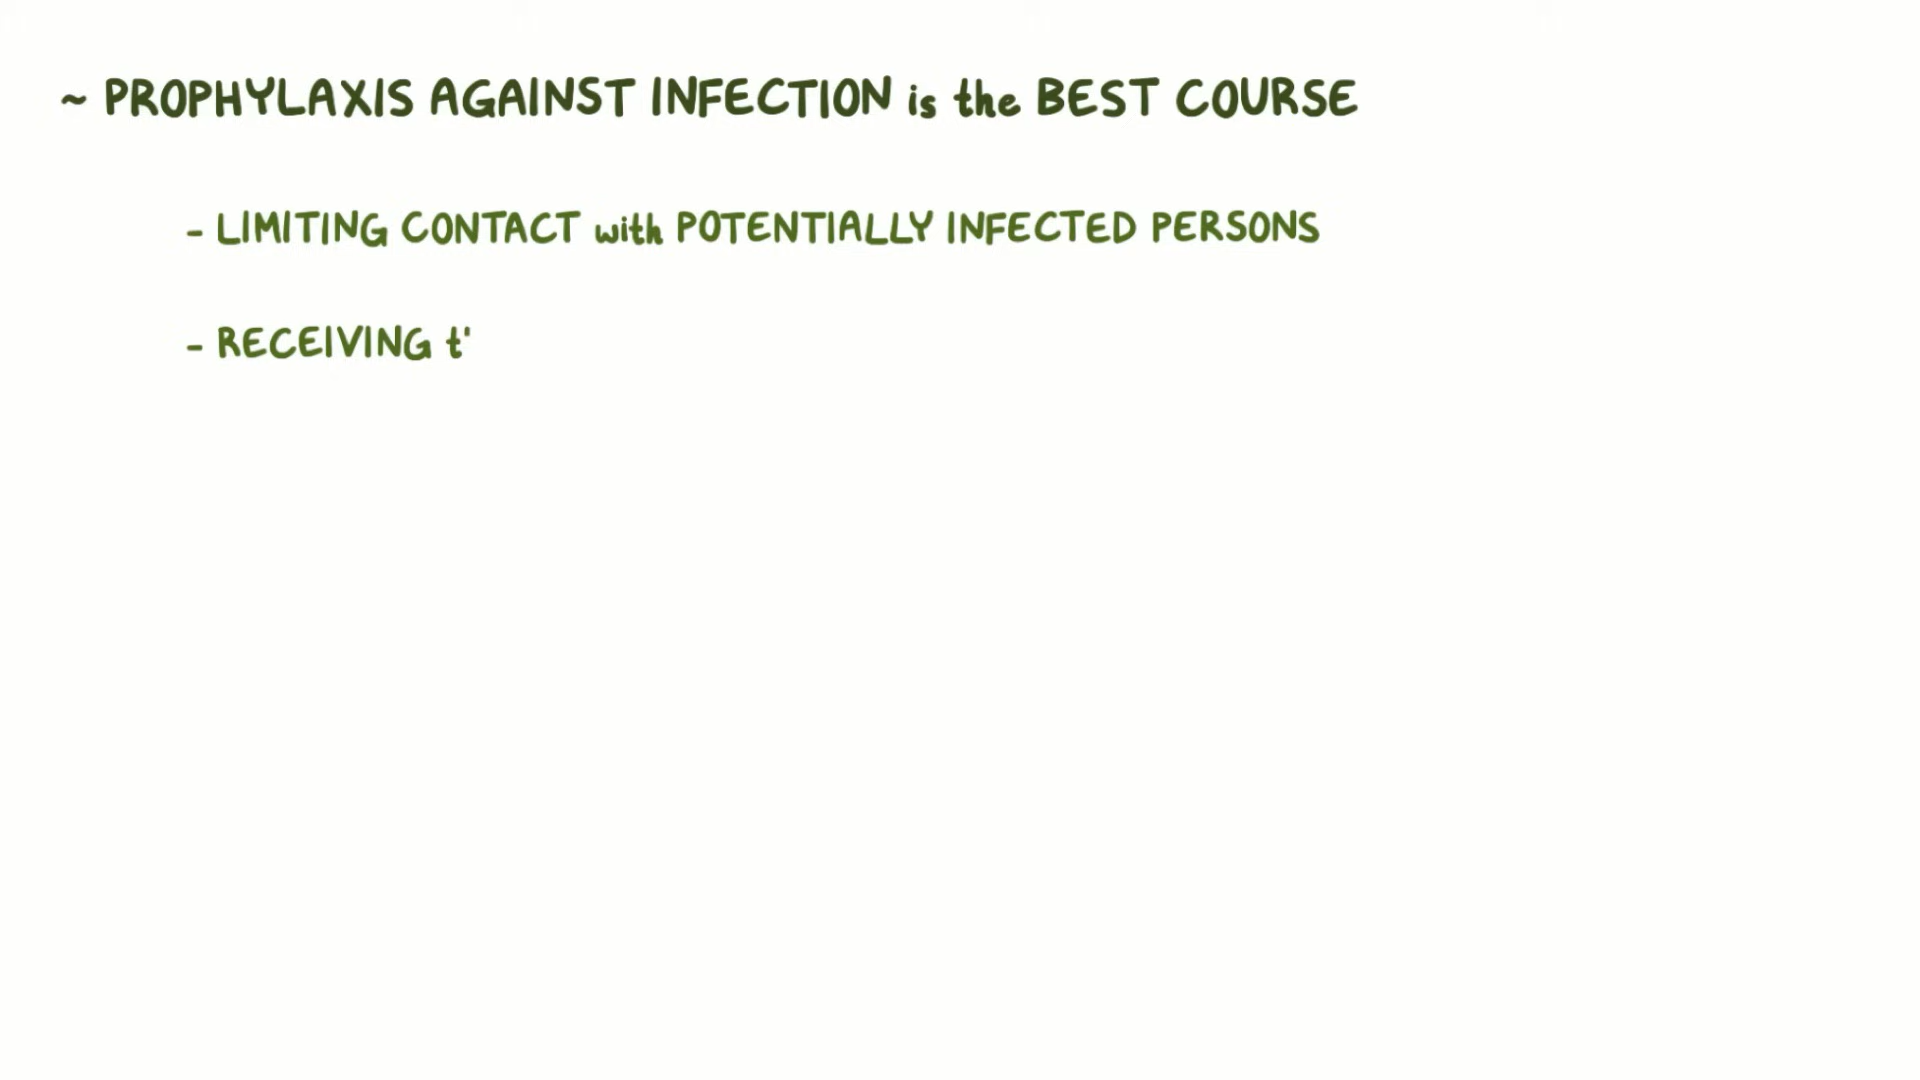 ~ PROPHYLAXIS AGAINST INFECTION is the BEST COURSE
- LIMITING CONTACT with POTENTIALLY INFECTED PERSONS
- RECEIVING t'